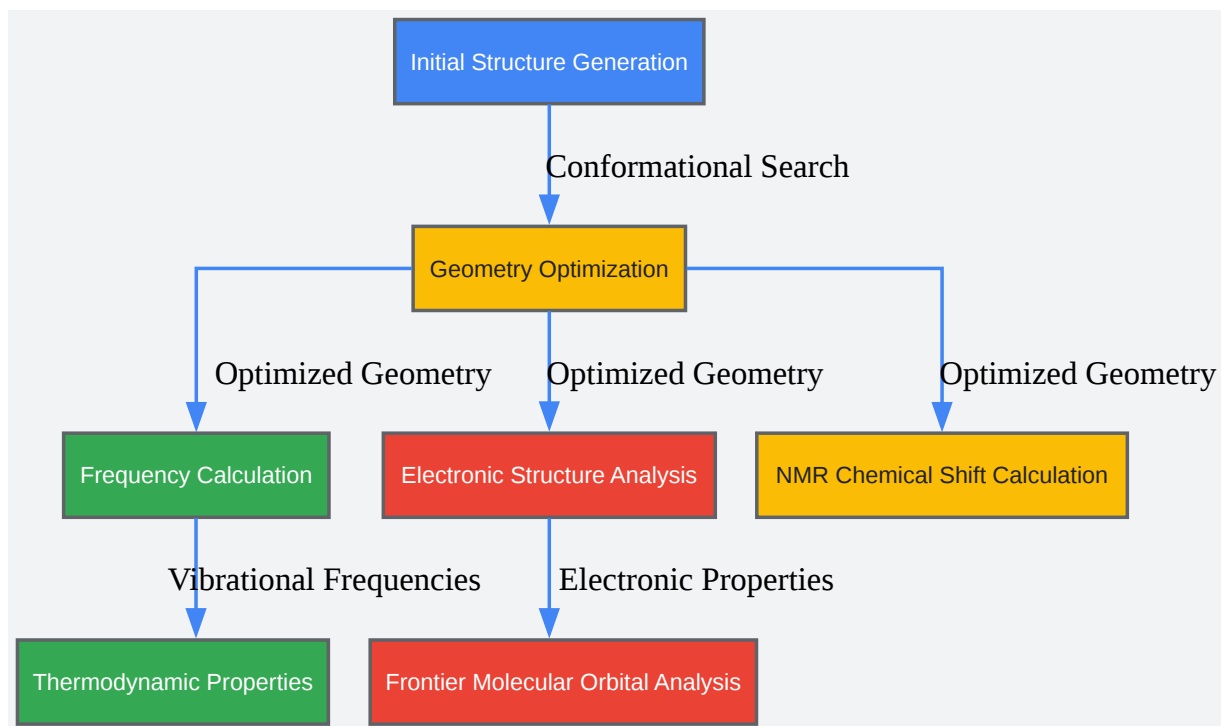 Initial Structure Generation
Conformational Search
Geometry Optimization
Optimized Geometry
Optimized Geometry
Optimized Geometry
Frequency Calculation
Electronic Structure Analysis
NMR Chemical Shift Calculation
Vibrational Frequencies
Electronic Properties
Thermodynamic Properties
Frontier Molecular Orbital Analysis